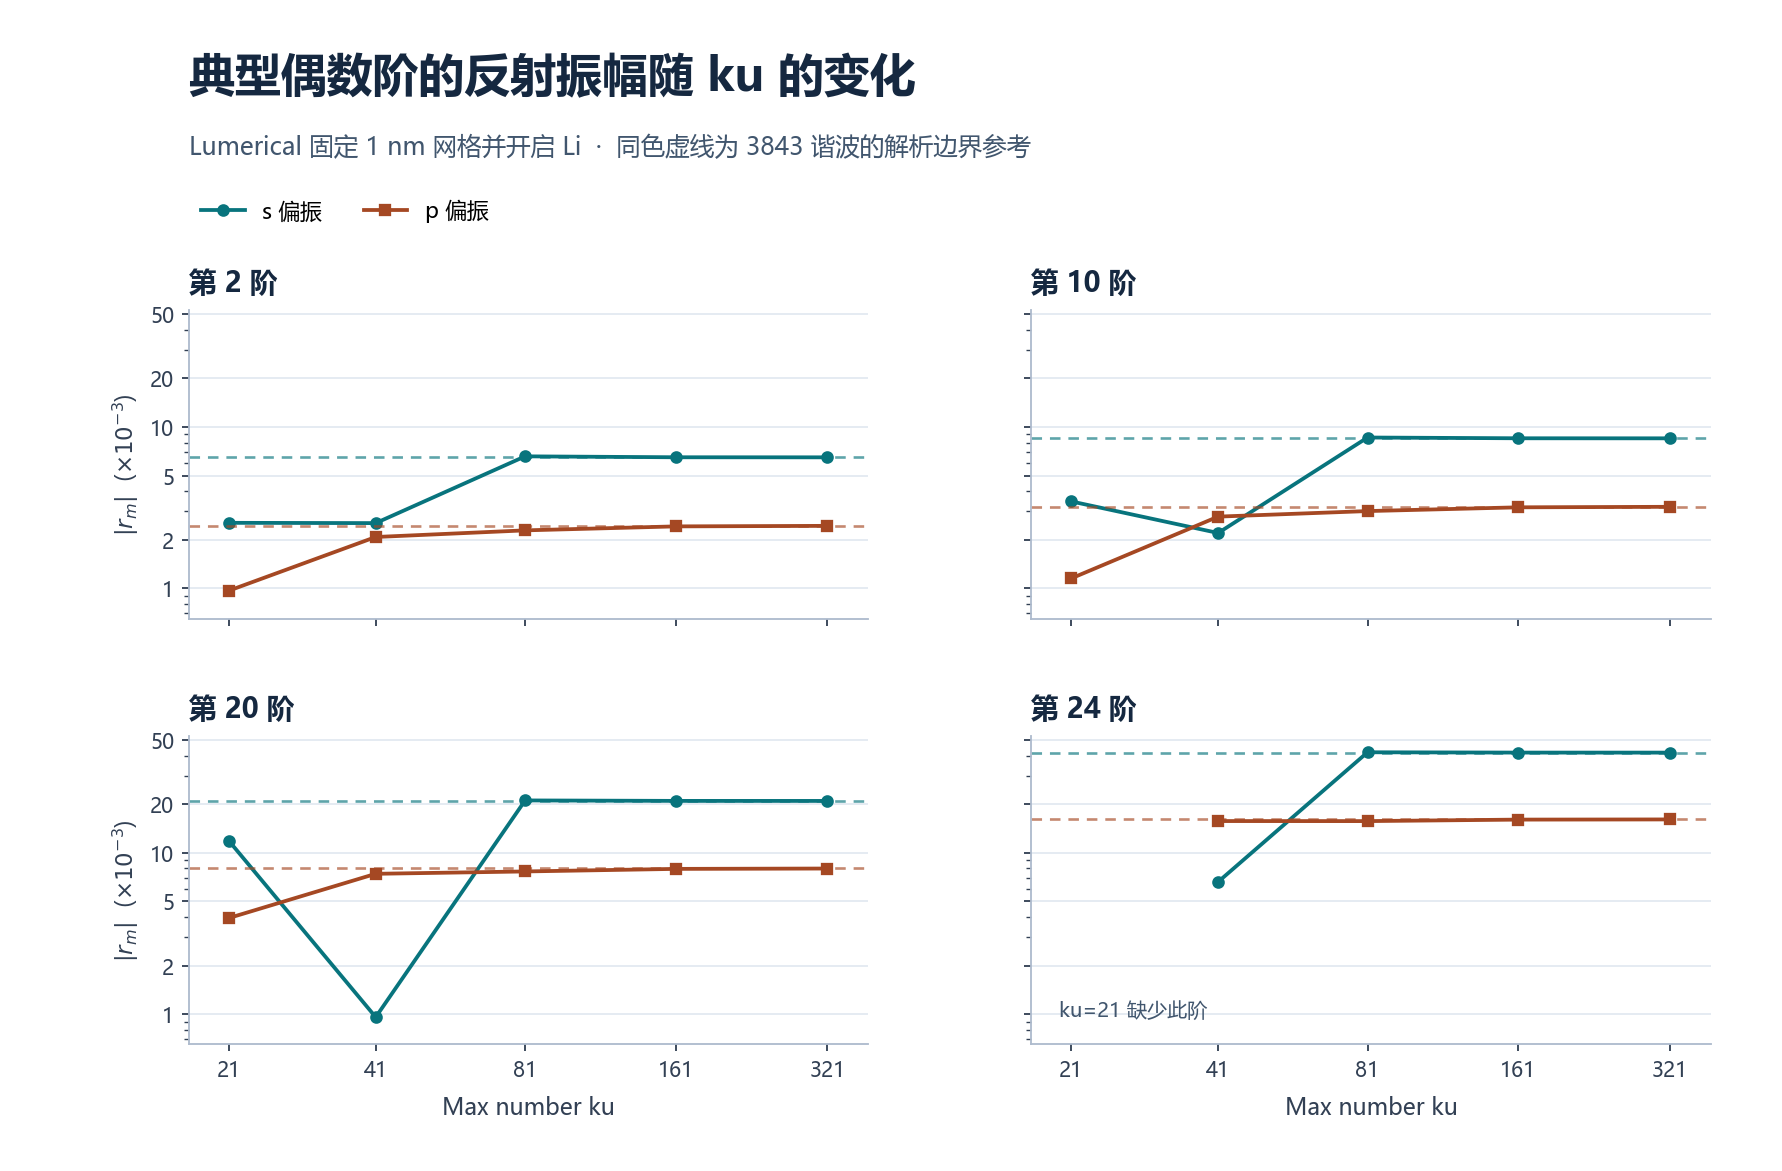 典型偶数阶的反射振幅随 ku 的变化
Lumerical 固定 1 nm 网格并开启 Li · 同色虚线为 3843 谐波的解析边界参考
s 偏振 p 偏振
第 2 阶
50
20
10
5
2
1
|r_m| (×10⁻³)
第 10 阶
第 20 阶
50
20
10
5
2
1
|r_m| (×10⁻³)
21 41 81 161 321
Max number ku
第 24 阶
ku=21 缺少此阶
21 41 81 161 321
Max number ku